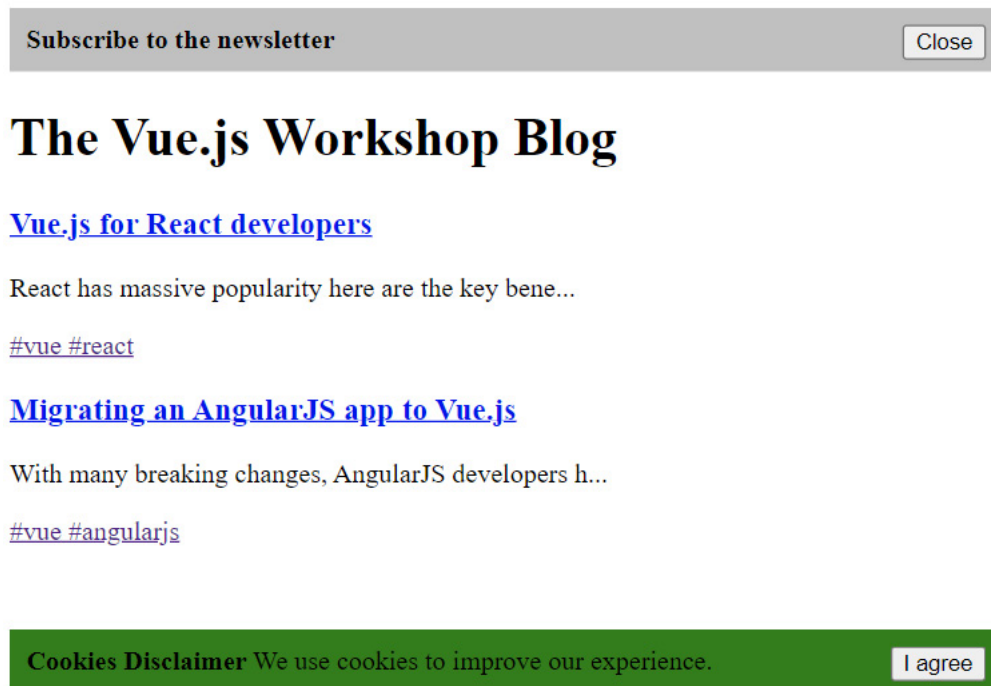 Subscribe to the newsletter Close
The Vue.js Workshop Blog
Vue.js for React developers
React has massive popularity here are the key bene...
#vue #react
Migrating an AngularJS app to Vue.js
With many breaking changes, AngularJS developers h...
#vue #angularjs
Cookies Disclaimer We use cookies to improve our experience. I agree